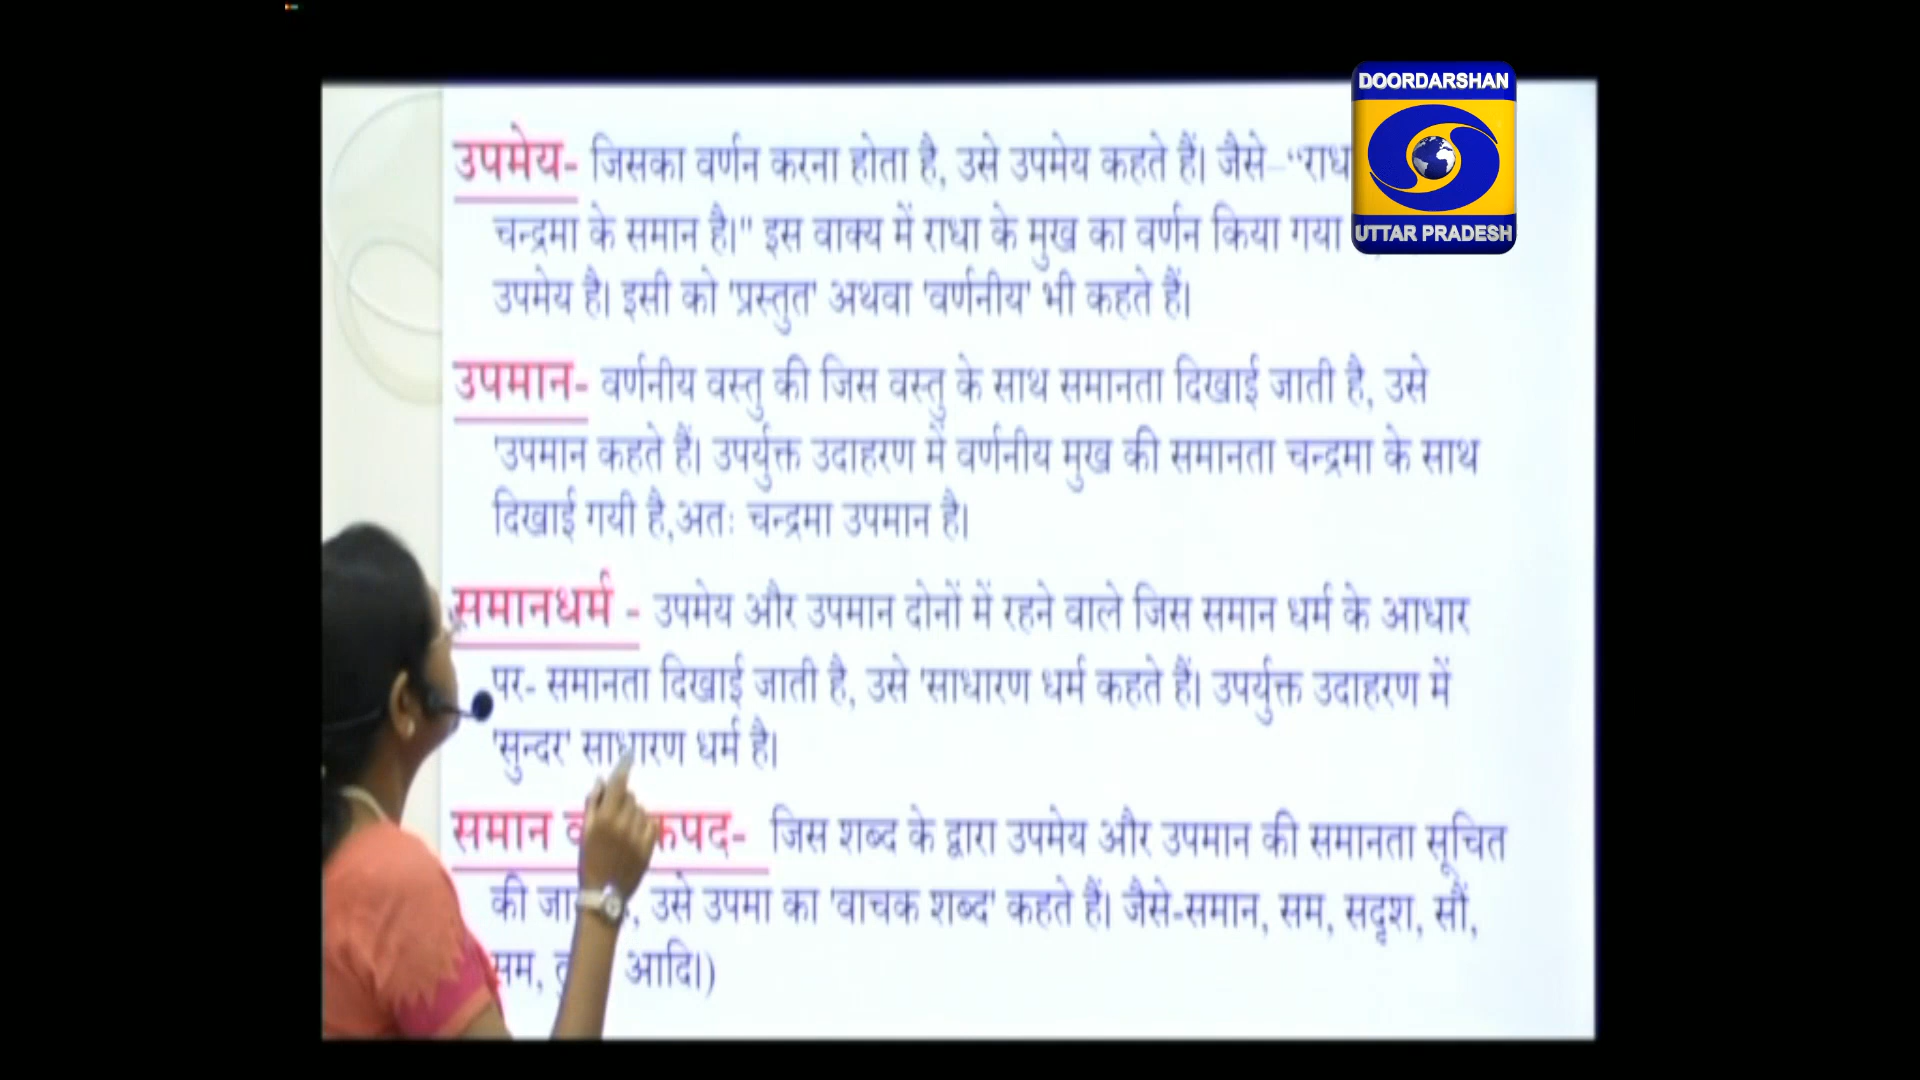 DOORDARSHAN
UTTAR PRADESH
उपमेय- जिसका वर्णन करना होता है, उसे उपमेय कहते हैं। जैसे–“राध
चन्द्रमा के समान है।" इस वाक्य में राधा के मुख का वर्णन किया गया
उपमेय है। इसी को 'प्रस्तुत' अथवा 'वर्णनीय' भी कहते हैं।
उपमान- वर्णनीय वस्तु की जिस वस्तु के साथ समानता दिखाई जाती है, उसे
'उपमान कहते हैं। उपर्युक्त उदाहरण में वर्णनीय मुख की समानता चन्द्रमा के साथ
दिखाई गयी है,अतः चन्द्रमा उपमान है।
समानधर्म - उपमेय और उपमान दोनों में रहने वाले जिस समान धर्म के आधार
पर- समानता दिखाई जाती है, उसे 'साधारण धर्म कहते हैं। उपर्युक्त उदाहरण में
'सुन्दर' साधारण धर्म है।
समान कपद- जिस शब्द के द्वारा उपमेय और उपमान की समानता सूचित
की जा , उसे उपमा का 'वाचक शब्द' कहते हैं। जैसे-समान, सम, सदृश, सौं,
सम, आदि।)